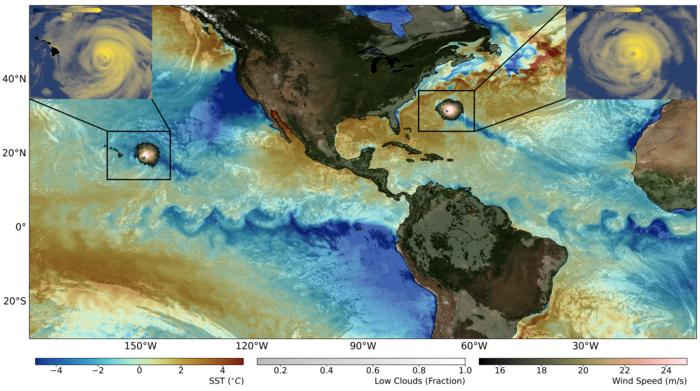 40°N
20°N
0°
20°S
150°W 120°W 90°W 60°W 30°W
−4 −2 0 2 4
SST (°C)
0.2 0.4 0.6 0.8 1.0
Low Clouds (Fraction)
16 18 20 22 24
Wind Speed (m/s)